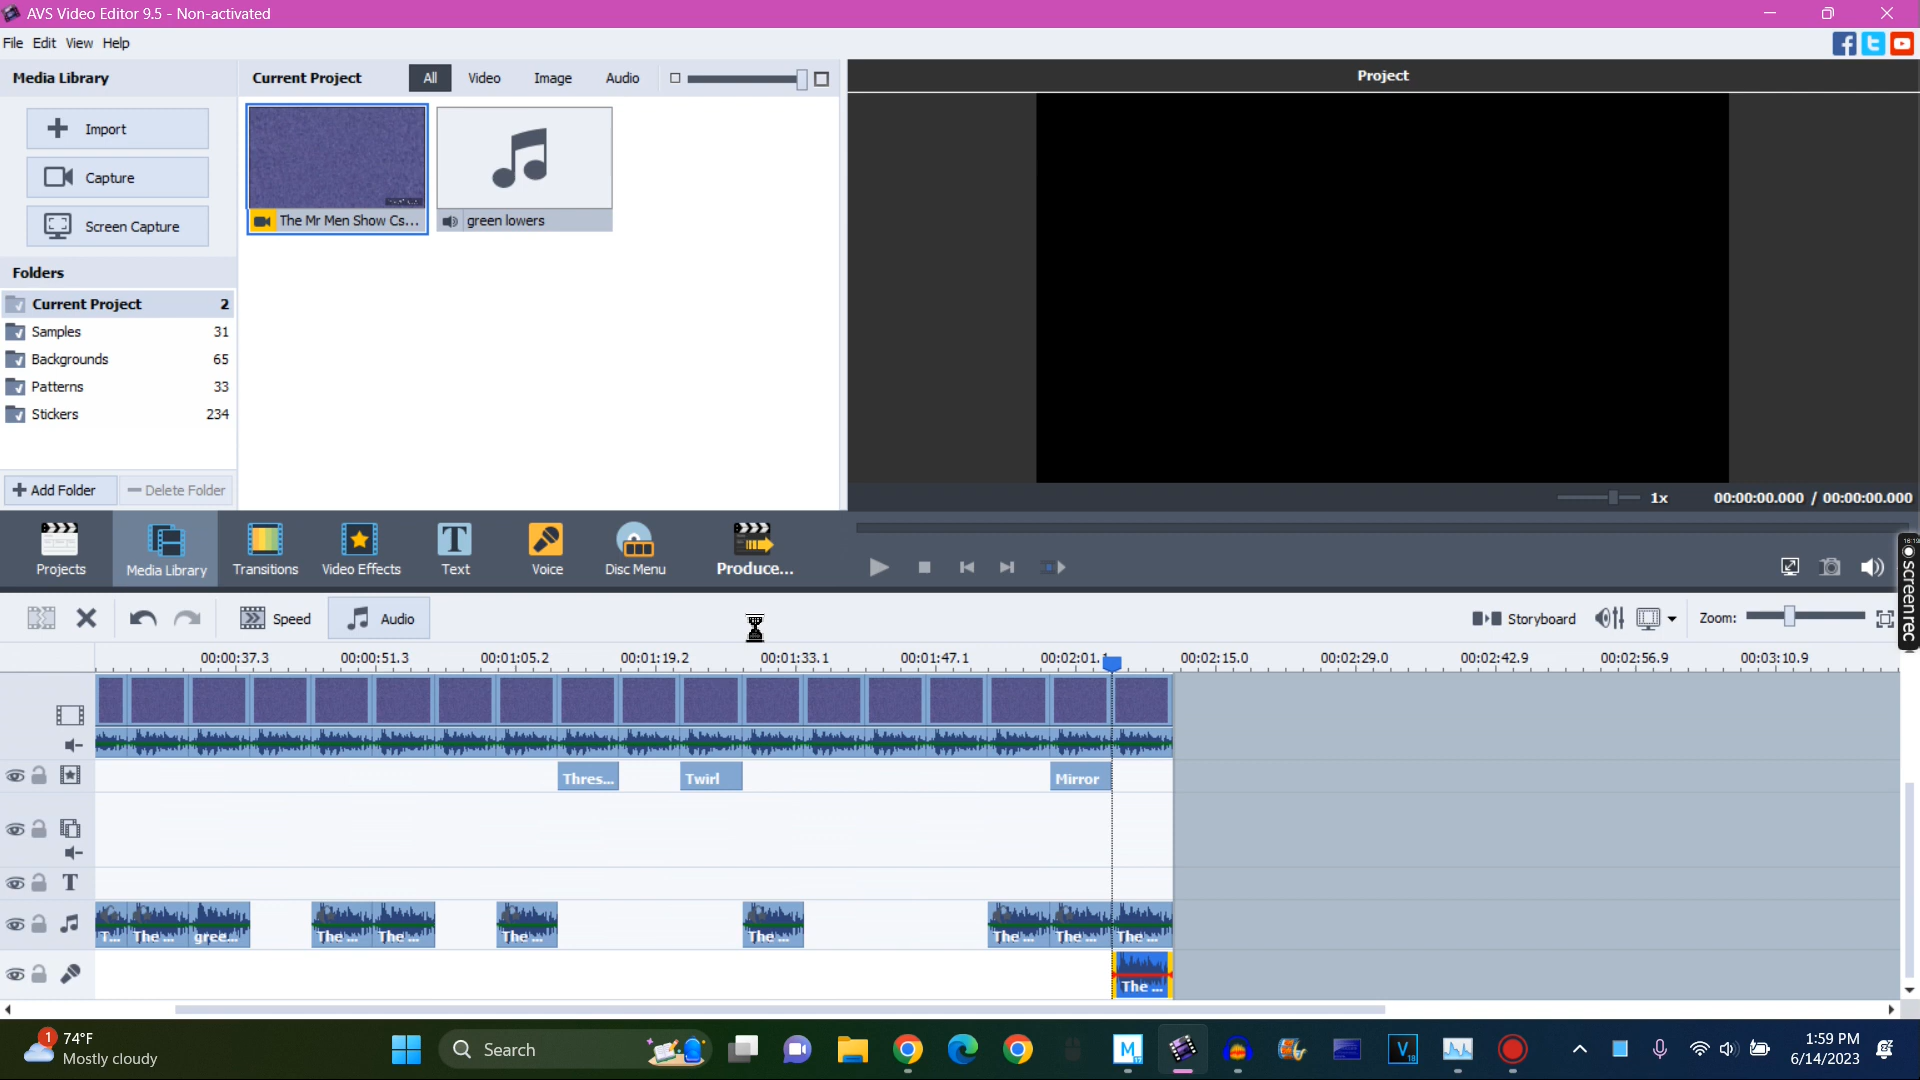 AVS Video Editor 9.5 - Non-activated
File Edit View Help
Media Library
Current Project All Video Image Audio
Project
Import
Capture
Screen Capture
The Mr Men Show Cs...
green lowers
Folders
Current Project 2
Samples 31
Backgrounds 65
Patterns 33
Stickers 234
Add Folder Delete Folder
1x 00:00:00.000 / 00:00:00.000
Projects Media Library Transitions Video Effects Text Voice Disc Menu Produce...
screenrec
Speed Audio Storyboard Zoom:
00:00:37.3 00:00:51.3 00:01:05.2 00:01:19.2 00:01:33.1 00:01:47.1 00:02:01. 00:02:15.0 00:02:29.0 00:02:42.9 00:02:56.9 00:03:10.9
Thres... Twirl Mirror
T
T... The ... gree... The ... The ... The ... The ... The ... The ... The ...
The ...
1 74°F
Mostly cloudy
Search
1:59 PM
6/14/2023